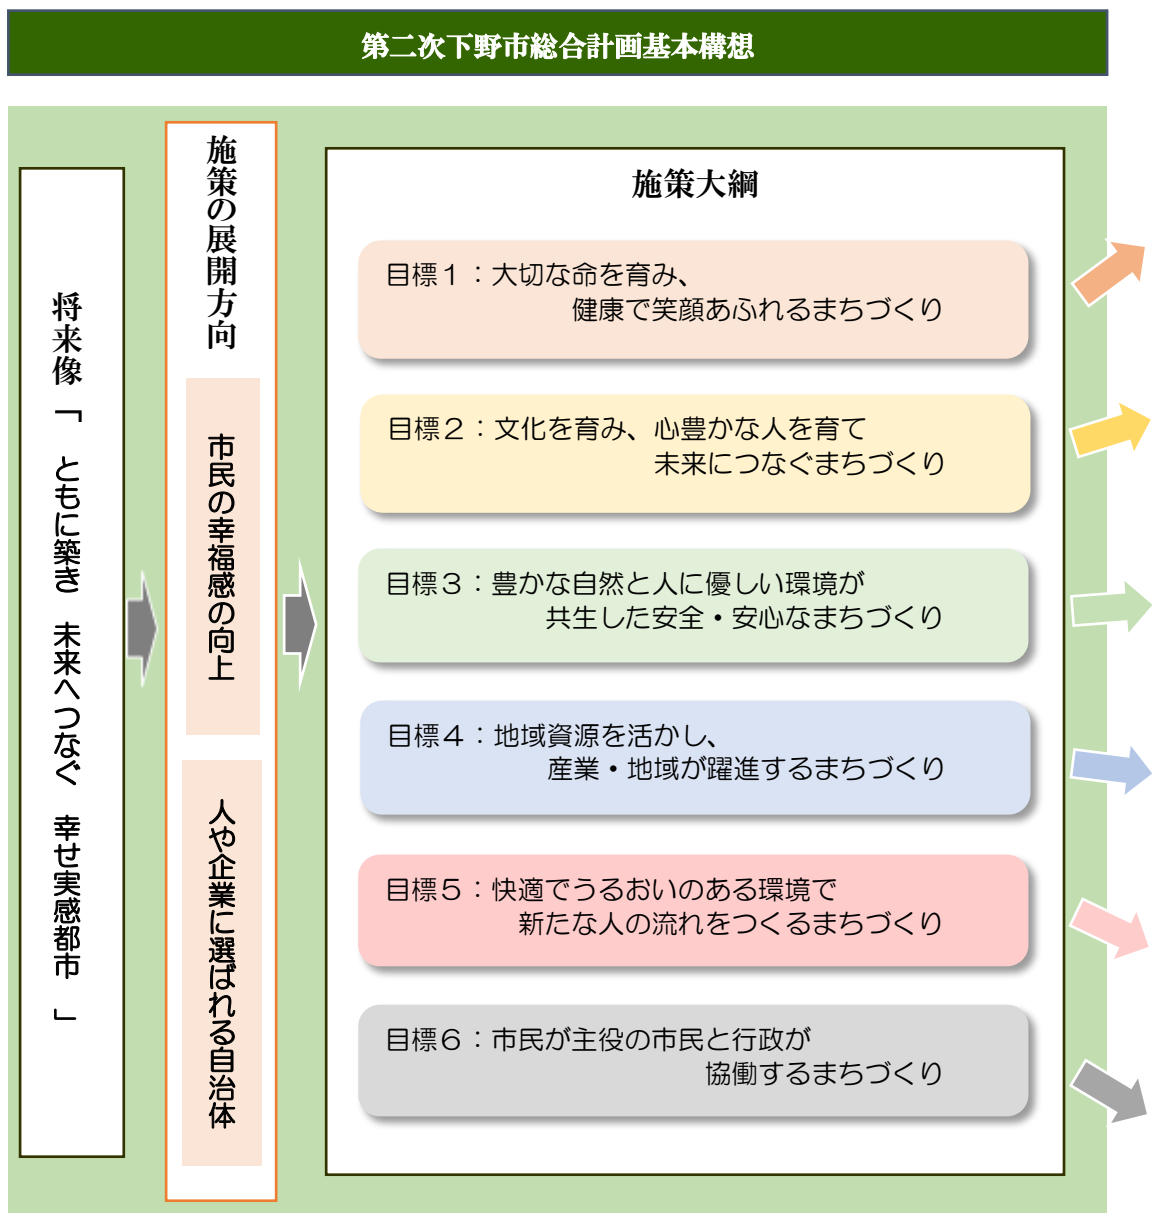 第二次下野市総合計画基本構想
将来像「 ともに築き 未来へつなぐ 幸せ実感都市 」
施策の展開方向
市民の幸福感の向上
人や企業に選ばれる自治体
施策大綱
目標１：大切な命を育み、
健康で笑顔あふれるまちづくり
目標２：文化を育み、心豊かな人を育て
未来につなぐまちづくり
目標３：豊かな自然と人に優しい環境が
共生した安全・安心なまちづくり
目標４：地域資源を活かし、
産業・地域が躍進するまちづくり
目標５：快適でうるおいのある環境で
新たな人の流れをつくるまちづくり
目標６：市民が主役の市民と行政が
協働するまちづくり